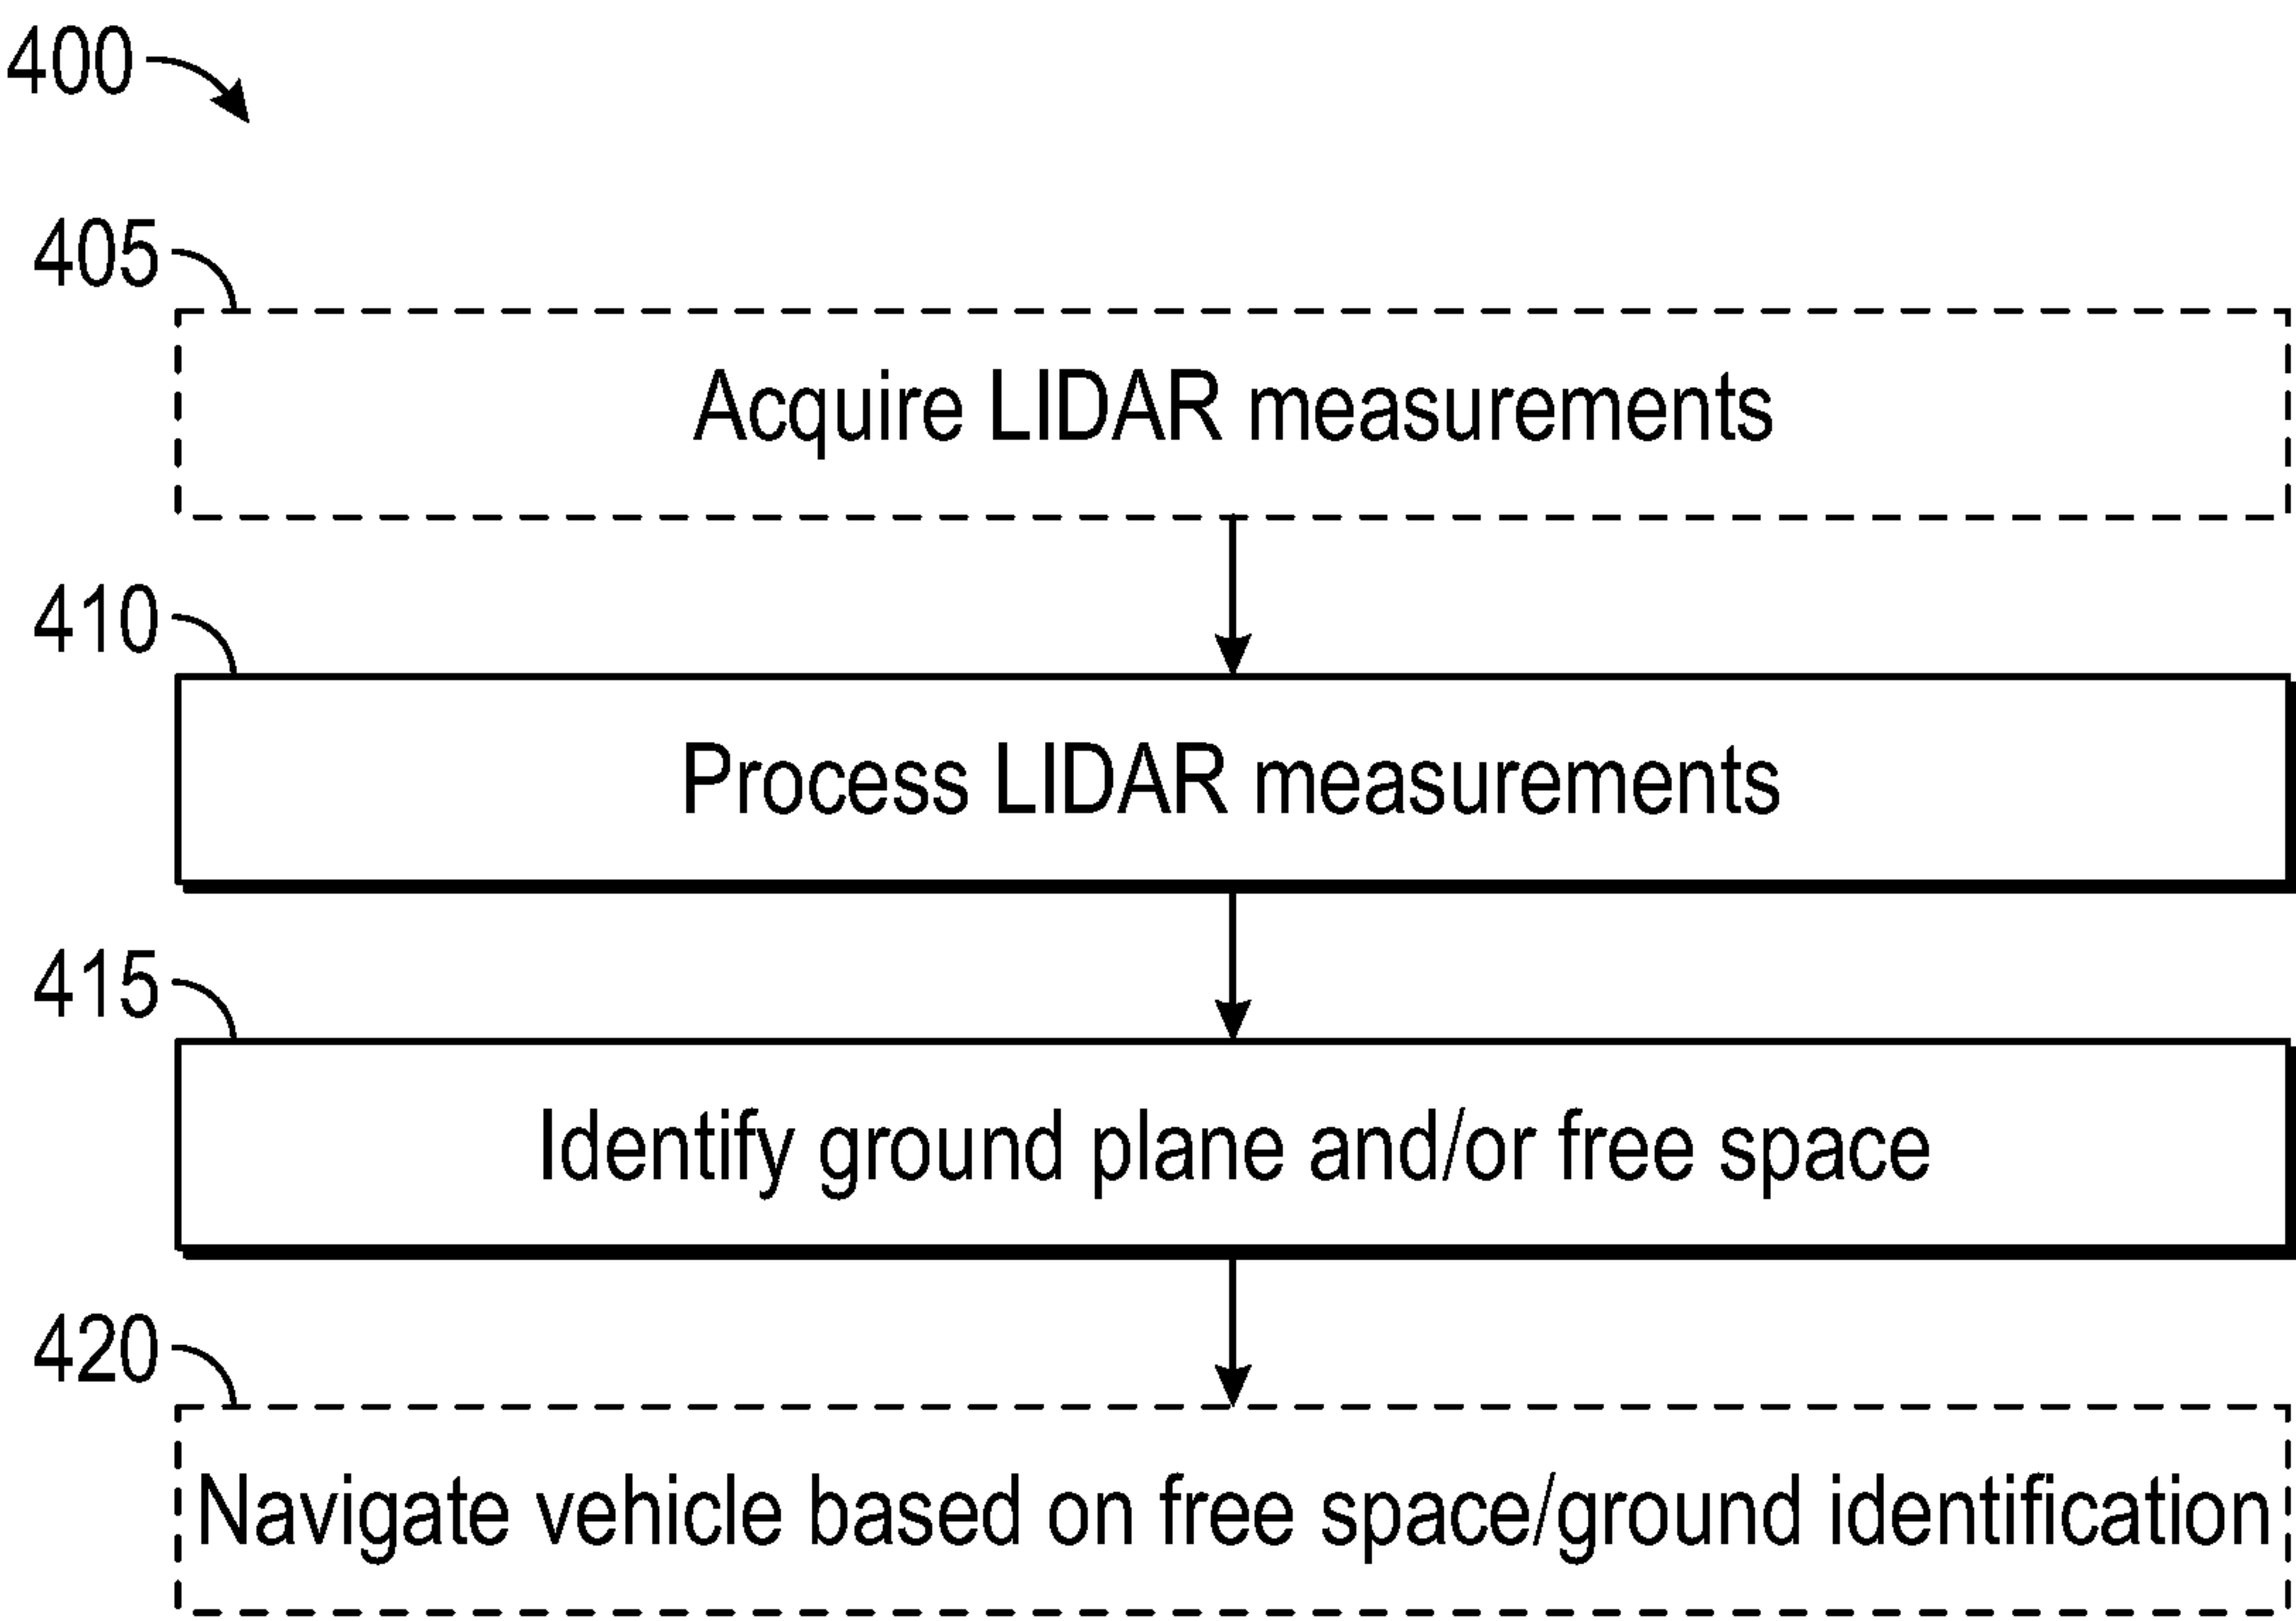 400
405
Acquire LIDAR measurements
410
Process LIDAR measurements
415
Identify ground plane and/or free space
420
Navigate vehicle based on free space/ground identification